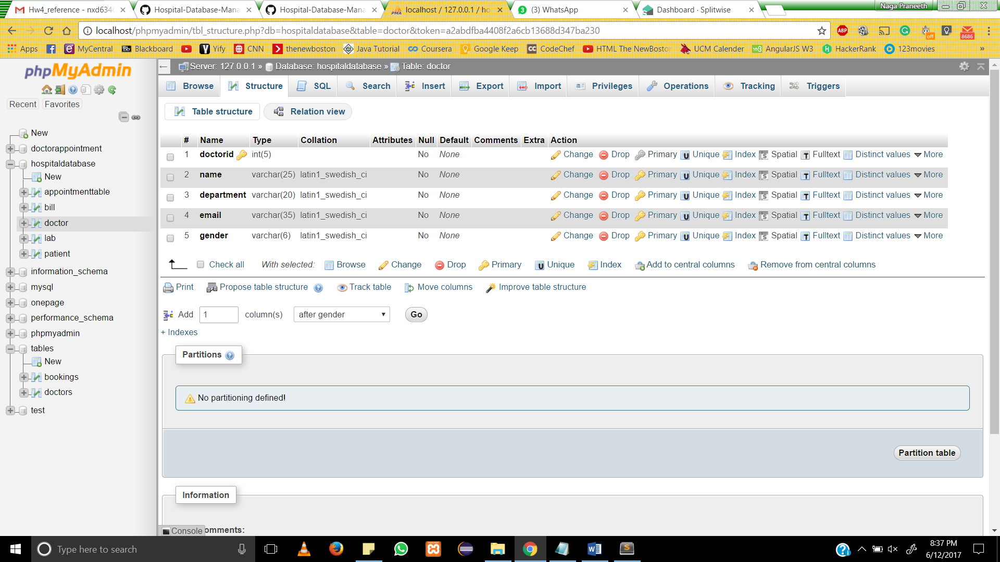 Hw4_reference - nxd6346
Hospital-Database-Mana
Hospital-Database-Mana
localhost / 127.0.0.1 / ho
(3) WhatsApp
Dashboard · Splitwise
Naga Praneeth
localhost/phpmyadmin/tbl_structure.php?db=hospitaldatabase&table=doctor&token=a2abdfba4408f2a6cb13688d347ba230
ABP
off
8686
Apps
MyCentral
Bb Blackboard
Yify
CNN
thenewboston
Java Tutorial
Coursera
Google Keep
CC CodeChef
HTML The NewBosto
UCM Calender
w3 AngularJS W3
HackerRank
123movies
»
phpMyAdmin
Recent
Favorites
New
doctorappointment
hospitaldatabase
New
appointmenttable
bill
doctor
lab
patient
information_schema
mysql
onepage
performance_schema
phpmyadmin
tables
New
bookings
doctors
test
Server: 127.0.0.1 » Database: hospitaldatabase » Table: doctor
Browse Structure SQL Search Insert Export Import Privileges Operations Tracking Triggers
Table structure Relation view
# Name Type Collation Attributes Null Default Comments Extra Action
1 doctorid int(5) No None Change Drop Primary Unique Index Spatial Fulltext Distinct values More
2 name varchar(25) latin1_swedish_ci No None Change Drop Primary Unique Index Spatial Fulltext Distinct values More
3 department varchar(20) latin1_swedish_ci No None Change Drop Primary Unique Index Spatial Fulltext Distinct values More
4 email varchar(35) latin1_swedish_ci No None Change Drop Primary Unique Index Spatial Fulltext Distinct values More
5 gender varchar(6) latin1_swedish_ci No None Change Drop Primary Unique Index Spatial Fulltext Distinct values More
Check all With selected: Browse Change Drop Primary Unique Index Add to central columns Remove from central columns
Print Propose table structure Track table Move columns Improve table structure
Add 1 column(s) after gender Go
+ Indexes
Partitions
No partitioning defined!
Partition table
Information
Console omments:
Type here to search
8:37 PM
6/12/2017